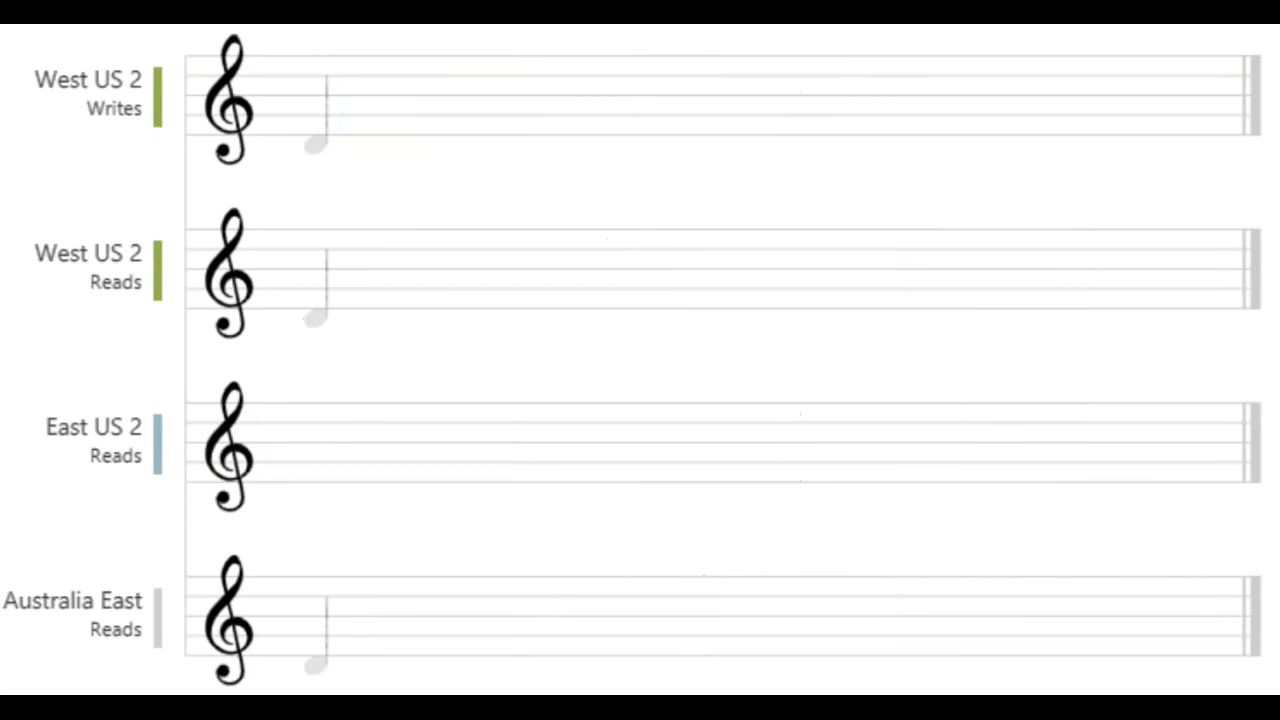 West US 2
Writes
West US 2
Reads
East US 2
Reads
Australia East
Reads